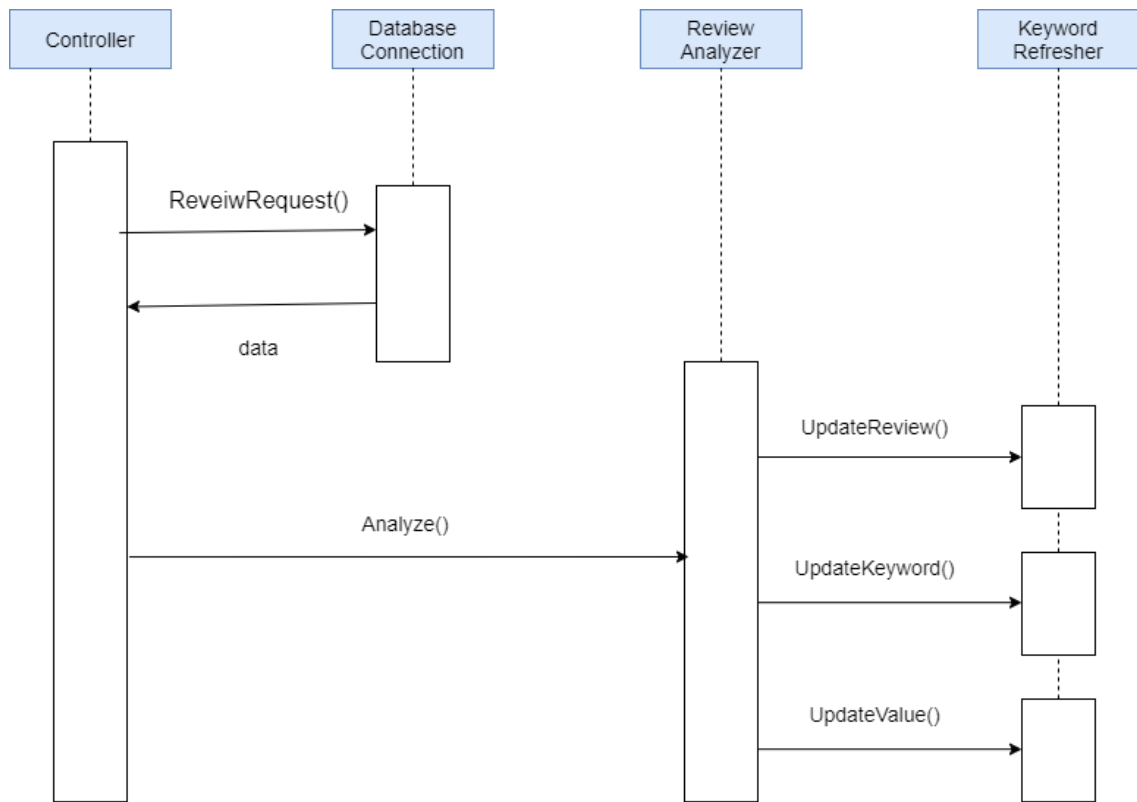 Controller
Database
Connection
Review
Analyzer
Keyword
Refresher
ReveiwRequest()
data
UpdateReview()
Analyze()
UpdateKeyword()
UpdateValue()